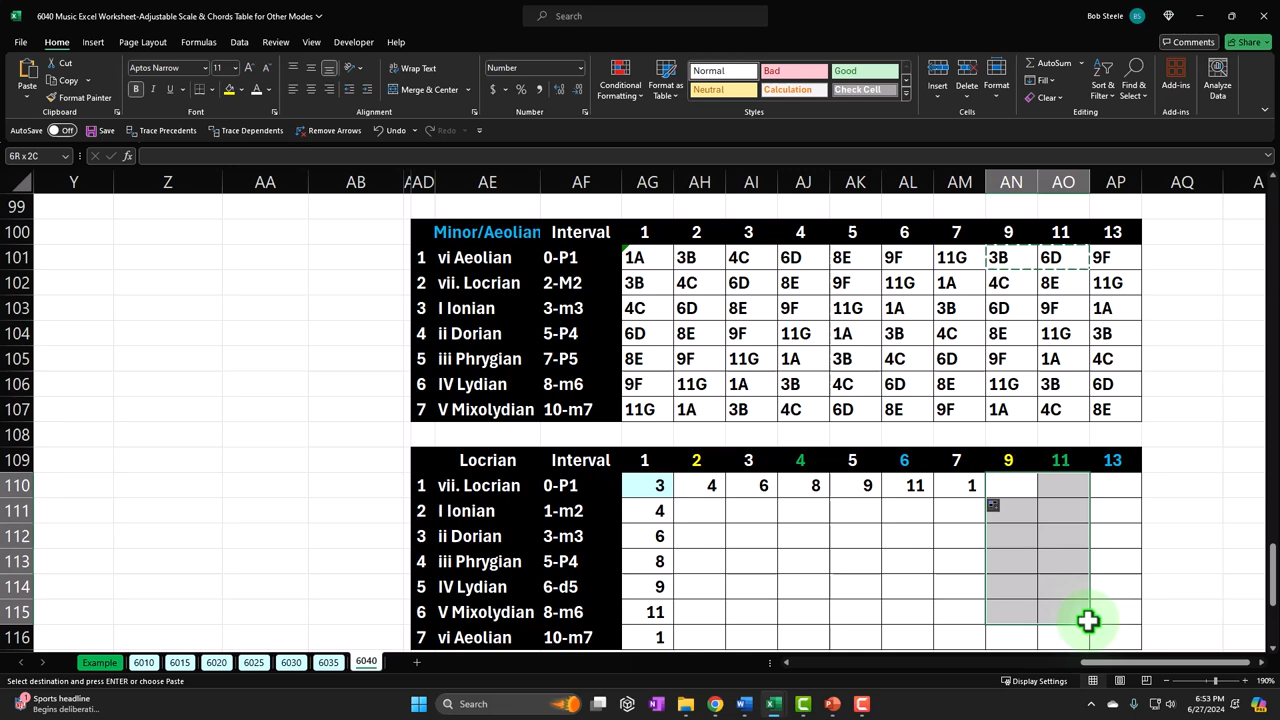 6040 Music Excel Worksheet-Adjustable Scale & Chords Table for Other Modes
Search
Bob Steele BS
File Home Insert Page Layout Formulas Data Review View Developer Help
Comments Share
Paste Cut Copy Format Painter Clipboard
Aptos Narrow 11 B I U Font
Wrap Text Merge & Center Alignment
Number $ % Number
Conditional Formatting Format as Table
Normal Bad Good
Neutral Calculation Check Cell
Styles
Insert Delete Format Cells
AutoSum Fill Clear Sort & Filter Find & Select Editing
Add-ins Add-ins
Analyze Data
AutoSave Off Save Trace Precedents Trace Dependents Remove Arrows Undo Redo
6R x 2C fx
Y Z AA AB AD AE AF AG AH AI AJ AK AL AM AN AO AP AQ A
99
100 Minor/Aeolian Interval 1 2 3 4 5 6 7 9 11 13
101 1 vi Aeolian 0-P1 1A 3B 4C 6D 8E 9F 11G 3B 6D 9F
102 2 vii. Locrian 2-M2 3B 4C 6D 8E 9F 11G 1A 4C 8E 11G
103 3 I Ionian 3-m3 4C 6D 8E 9F 11G 1A 3B 6D 9F 1A
104 4 ii Dorian 5-P4 6D 8E 9F 11G 1A 3B 4C 8E 11G 3B
105 5 iii Phrygian 7-P5 8E 9F 11G 1A 3B 4C 6D 9F 1A 4C
106 6 IV Lydian 8-m6 9F 11G 1A 3B 4C 6D 8E 11G 3B 6D
107 7 V Mixolydian 10-m7 11G 1A 3B 4C 6D 8E 9F 1A 4C 8E
108
109 Locrian Interval 1 2 3 4 5 6 7 9 11 13
110 1 vii. Locrian 0-P1 3 4 6 8 9 11 1
111 2 I Ionian 1-m2 4
112 3 ii Dorian 3-m3 6
113 4 iii Phrygian 5-P4 8
114 5 IV Lydian 6-d5 9
115 6 V Mixolydian 8-m6 11
116 7 vi Aeolian 10-m7 1
Example 6010 6015 6020 6025 6030 6035 6040
Select destination and press ENTER or choose Paste Display Settings 190%
Sports headline
Begins deliberati...
Search
6:53 PM
6/27/2024